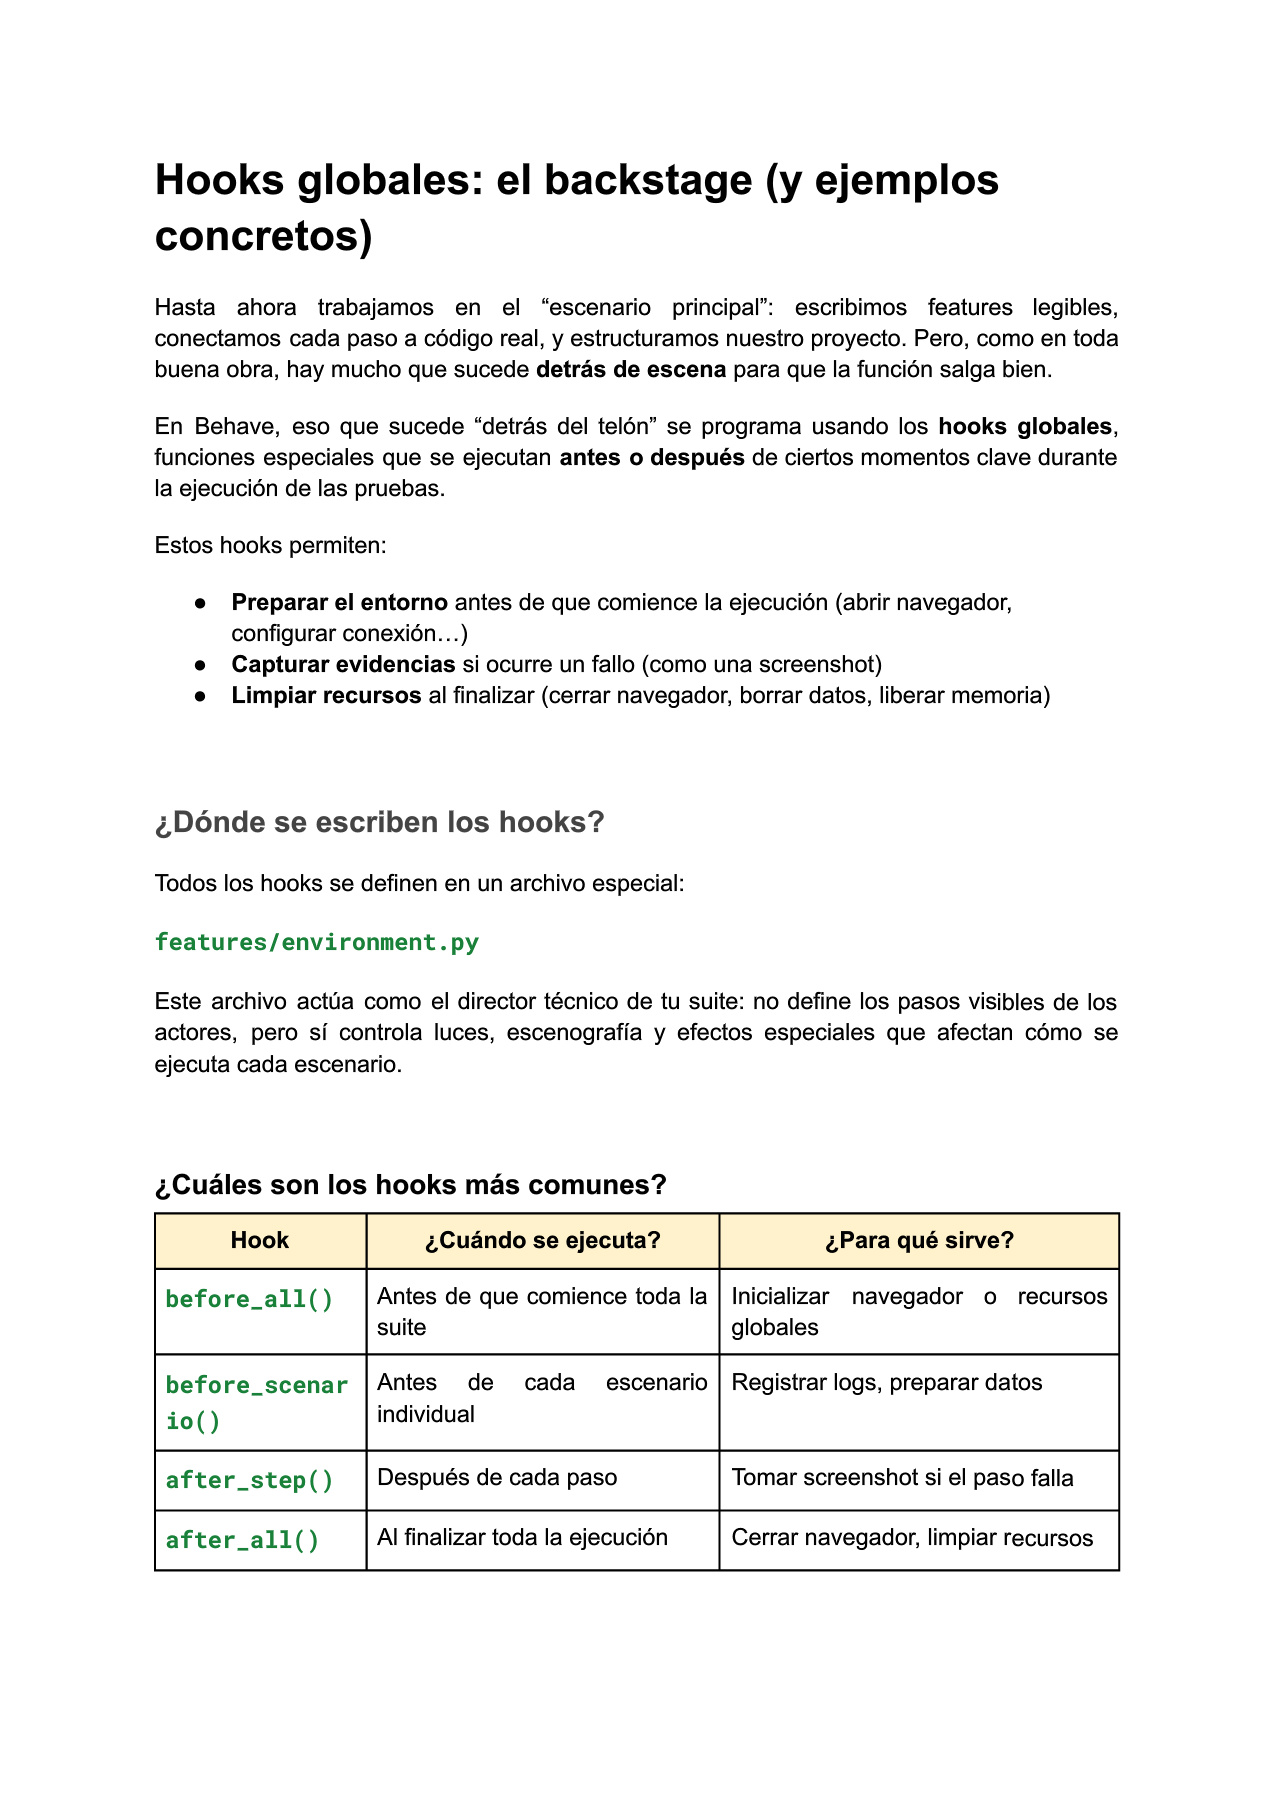 Hooks globales: el backstage (y ejemplos
concretos)
Hasta ahora trabajamos en el “escenario principal”: escribimos features legibles,
conectamos cada paso a código real, y estructuramos nuestro proyecto. Pero, como en toda
buena obra, hay mucho que sucede detrás de escena para que la función salga bien.
En Behave, eso que sucede “detrás del telón” se programa usando los hooks globales,
funciones especiales que se ejecutan antes o después de ciertos momentos clave durante
la ejecución de las pruebas.
Estos hooks permiten:
● Preparar el entorno antes de que comience la ejecución (abrir navegador,
configurar conexión…)
● Capturar evidencias si ocurre un fallo (como una screenshot)
● Limpiar recursos al finalizar (cerrar navegador, borrar datos, liberar memoria)
¿Dónde se escriben los hooks?
Todos los hooks se definen en un archivo especial:
features/environment.py
Este archivo actúa como el director técnico de tu suite: no define los pasos visibles de los
actores, pero sí controla luces, escenografía y efectos especiales que afectan cómo se
ejecuta cada escenario.
¿Cuáles son los hooks más comunes?
Hook
¿Cuándo se ejecuta?
¿Para qué sirve?
before_all()
Antes de que comience toda la
suite
Inicializar navegador o recursos
globales
before_scenar
io()
Antes de cada escenario
individual
Registrar logs, preparar datos
after_step()
Después de cada paso
Tomar screenshot si el paso falla
after_all()
Al finalizar toda la ejecución
Cerrar navegador, limpiar recursos